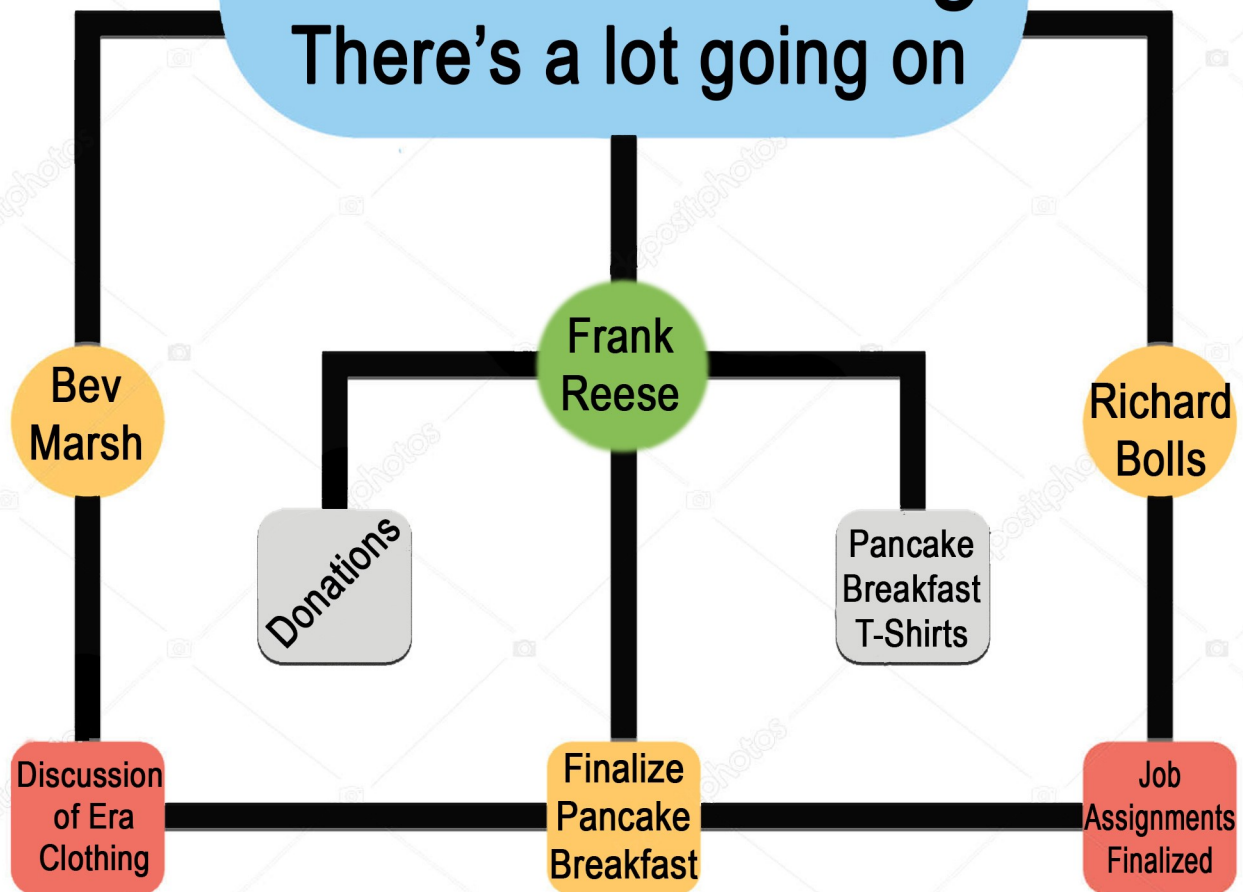 There's a lot going on
Frank
Reese
Bev
Marsh
Richard
Bolls
Donations
Pancake
Breakfast
T-Shirts
Discussion
of Era
Clothing
Finalize
Pancake
Breakfast
Job
Assignments
Finalized